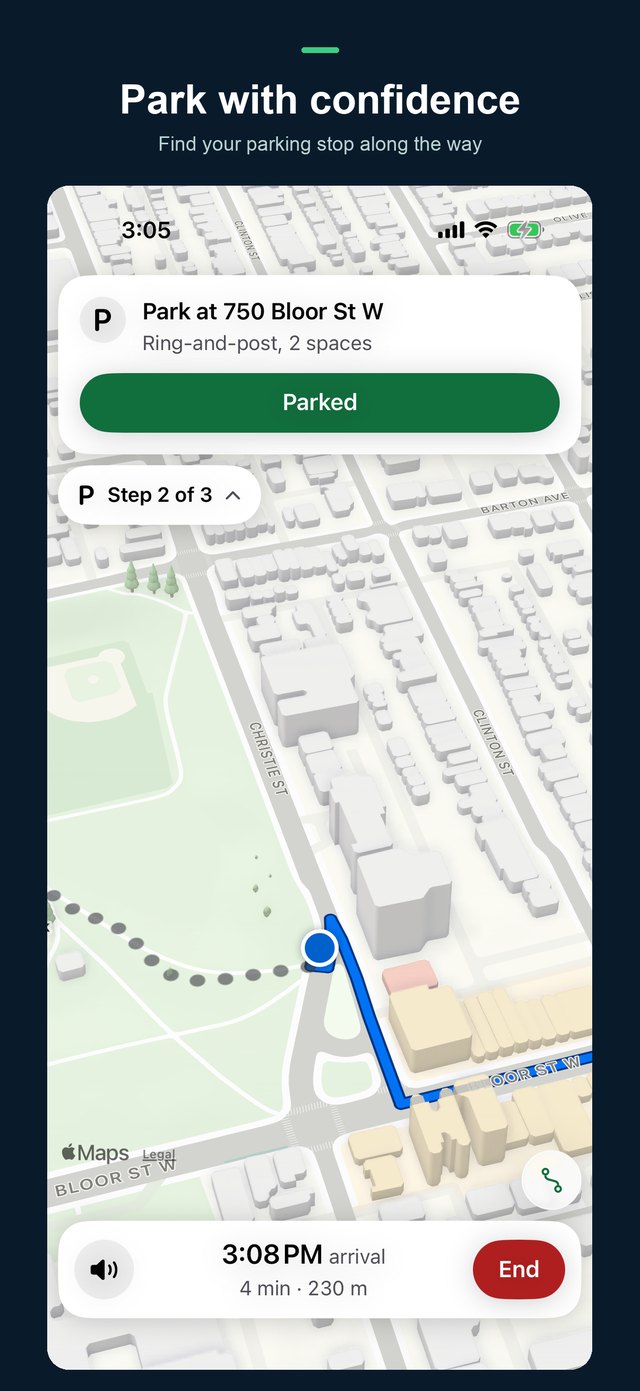 Park with confidence
Find your parking stop along the way
3:05
CLINTON ST
P
Park at 750 Bloor St W
Ring-and-post, 2 spaces
Parked
P Step 2 of 3
BARTON AVE
CHRISTIE ST
CLINTON ST
OOR ST W
Maps Legal
BLOOR ST W
3:08 PM arrival
4 min · 230 m
End